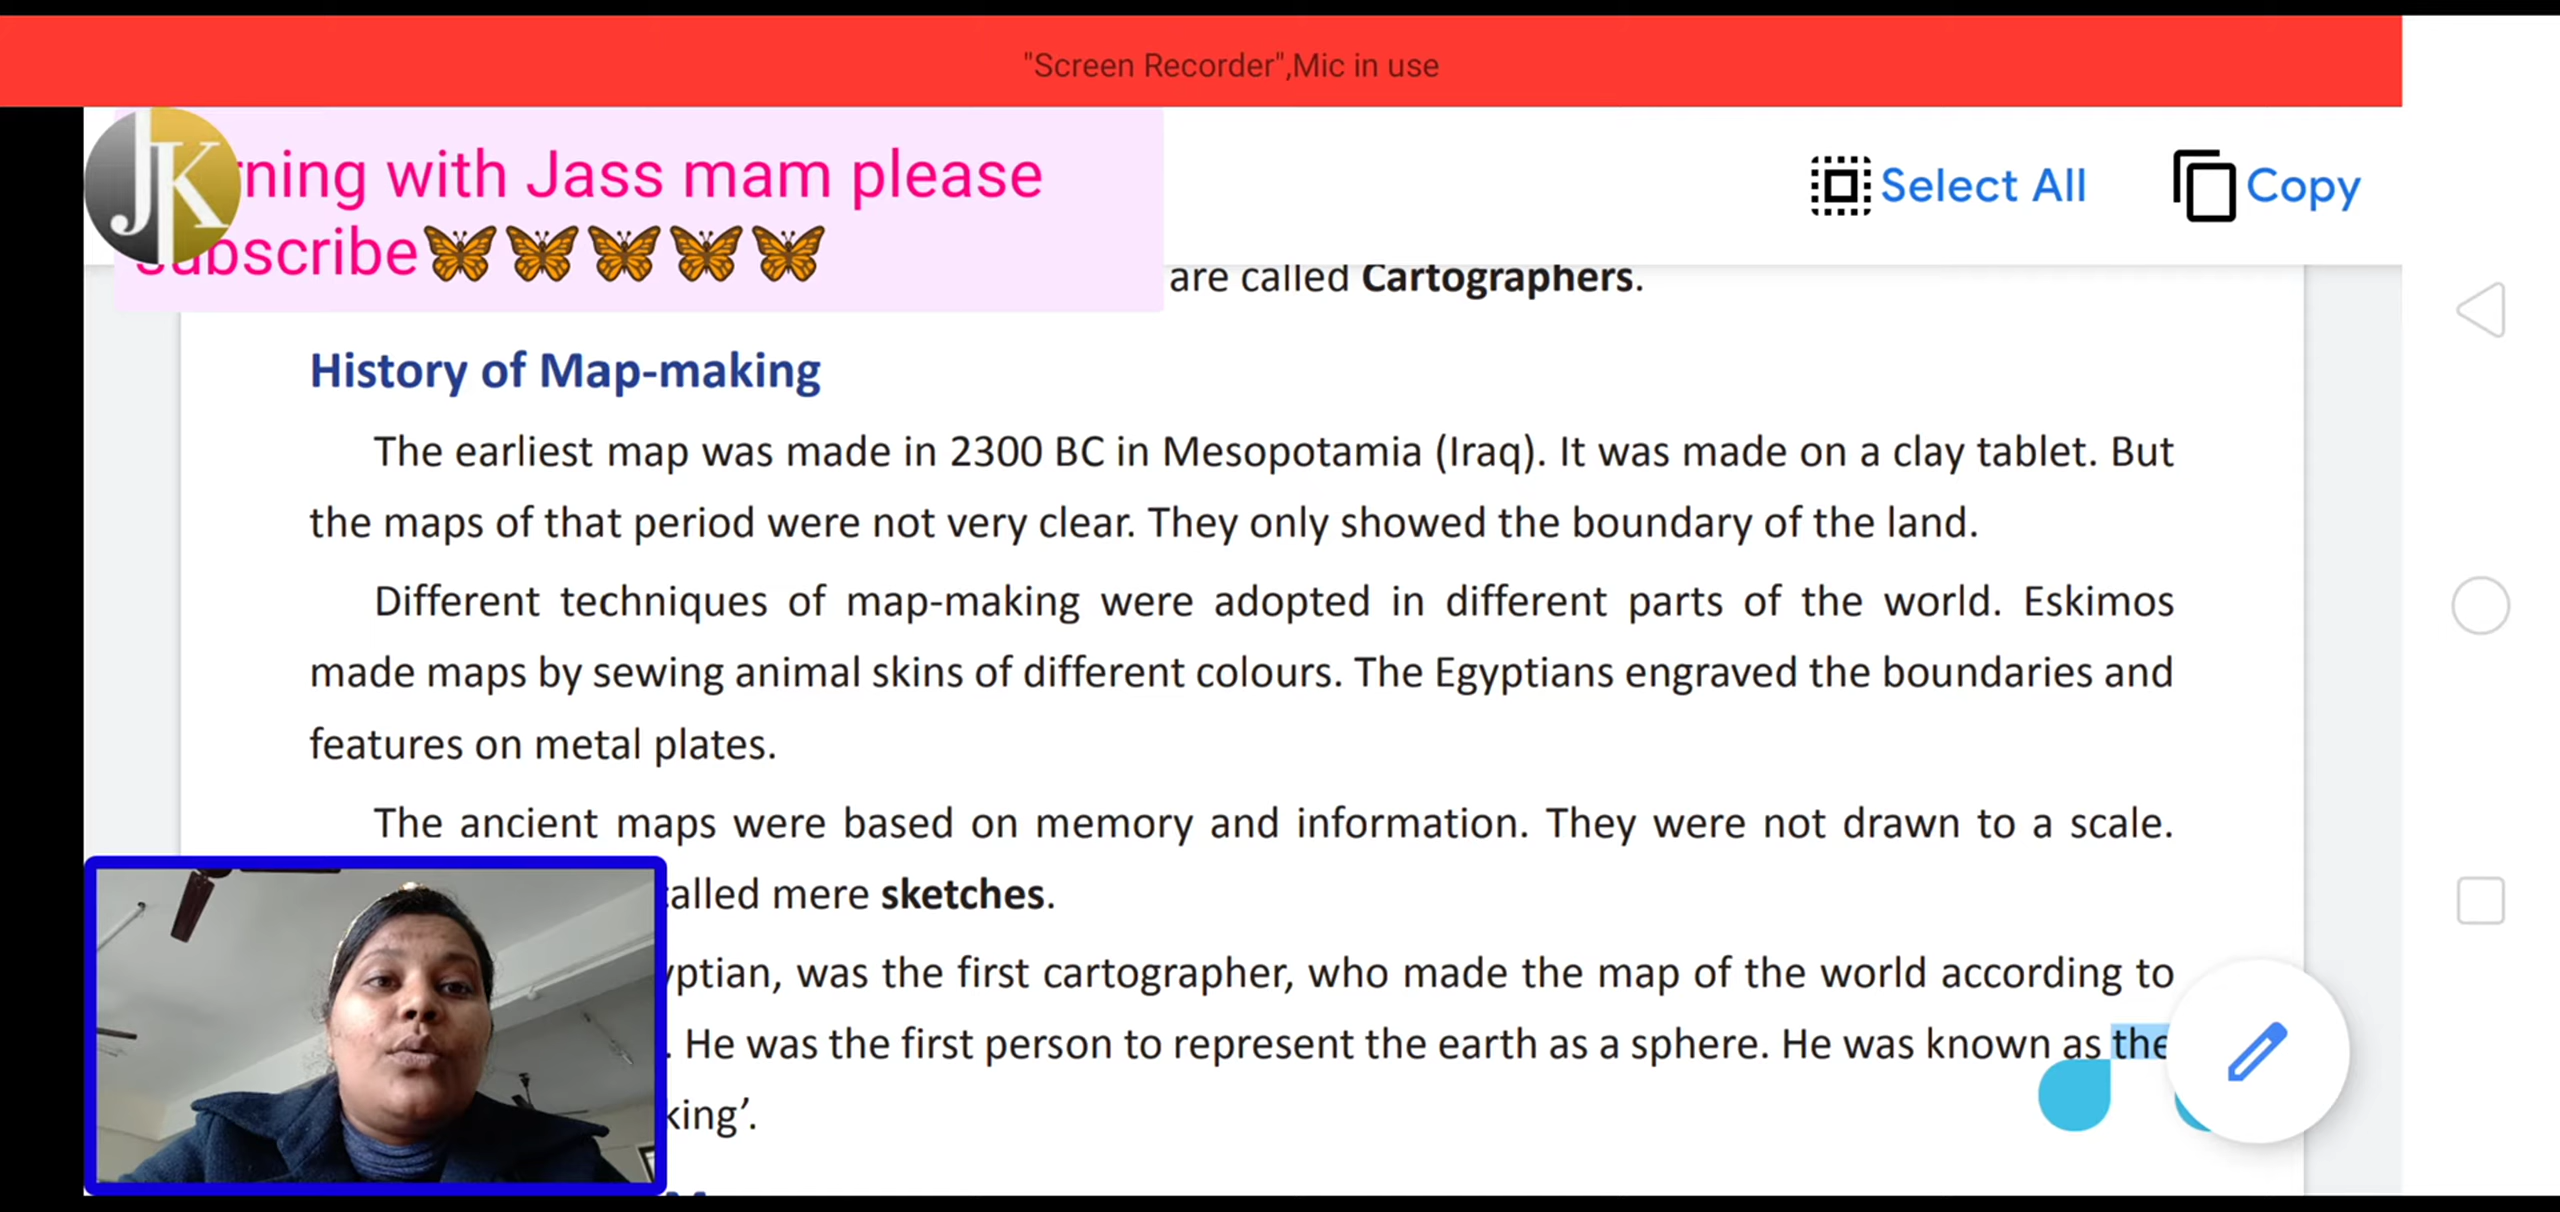 "Screen Recorder",Mic in use
JK
ning with Jass mam please
subscribe🦋🦋🦋🦋🦋
Select All
Copy
are called Cartographers.
History of Map-making
The earliest map was made in 2300 BC in Mesopotamia (Iraq). It was made on a clay tablet. But
the maps of that period were not very clear. They only showed the boundary of the land.
Different techniques of map-making were adopted in different parts of the world. Eskimos
made maps by sewing animal skins of different colours. The Egyptians engraved the boundaries and
features on metal plates.
The ancient maps were based on memory and information. They were not drawn to a scale.
alled mere sketches.
yptian, was the first cartographer, who made the map of the world according to
. He was the first person to represent the earth as a sphere. He was known as the
king’.